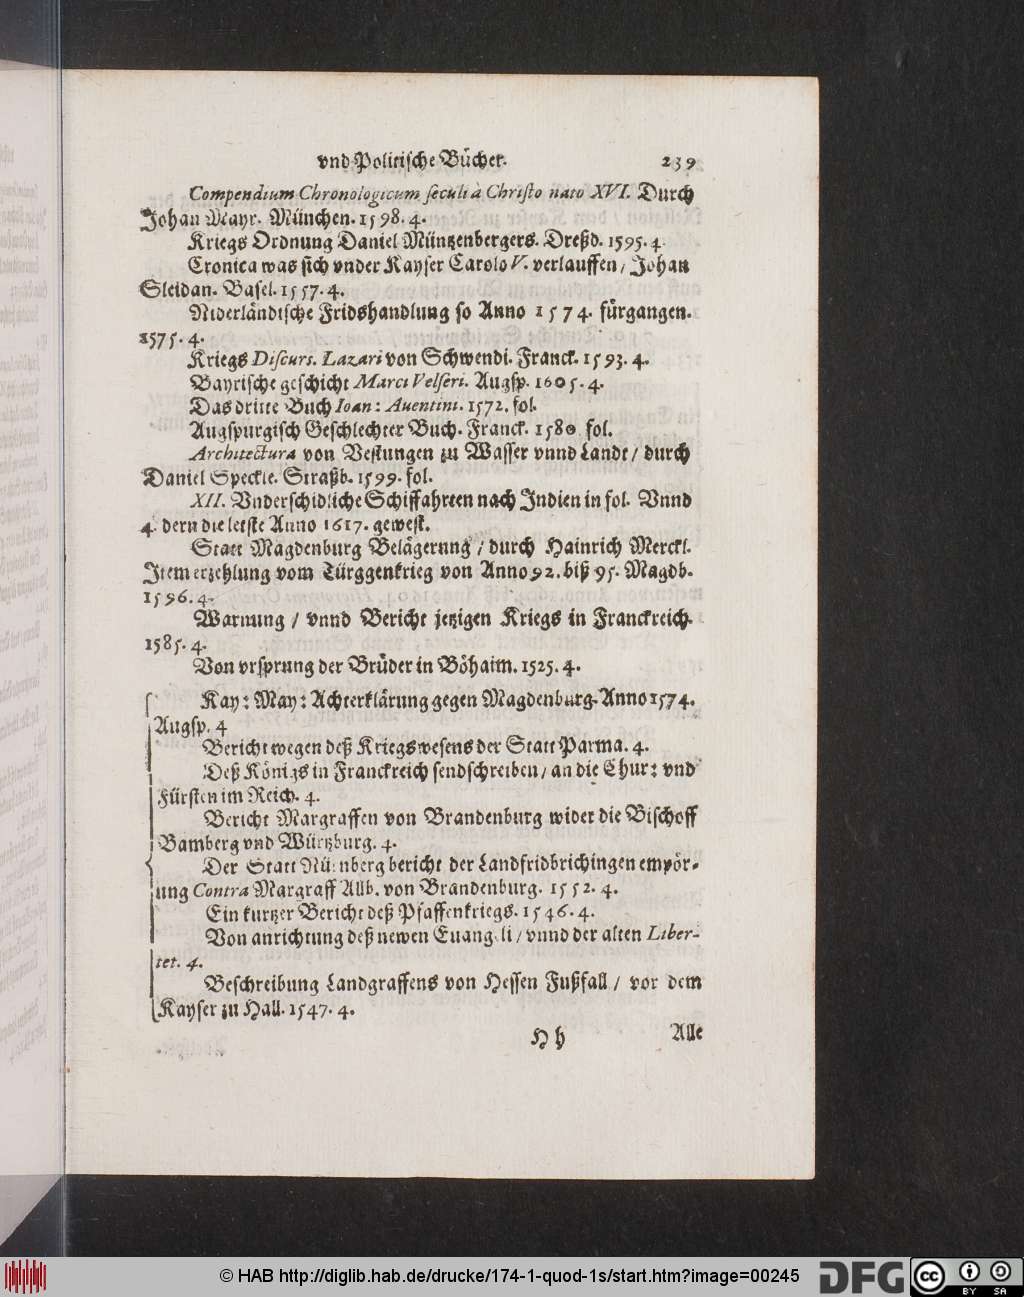 vnd Politische Bücher. 239
Compendium Chronologicum seculi à Christo nato XVI. Durch
Johan Mayr. München. 1598. 4.
Kriegs Ordnung Daniel Müntzenbergers. Dreßd. 1595. 4
Cronica was sich vnder Kayser Carolo V. verlauffen / Johan
Sleidan. Basel. 1557. 4.
Niderländische Fridshandlung so Anno 1574. fürgangen.
1575. 4.
Kriegs Discurs. Lazari von Schwendi. Franck. 1593. 4.
Bayrische geschicht Marci Velseri. Augsp. 1605. 4.
Das dritte Buch Ioan: Auentini. 1572. fol.
Augspurgisch Geschlechter Buch. Franck. 1580 fol.
Architectura von Vestungen zu Wasser vnnd Landt / durch
Daniel Speckle. Straßb. 1599. fol.
XII. Vnderschidliche Schiffahrten nach Indien in fol. Vnnd
4. dern die letste Anno 1617. gewest.
Statt Magdenburg Belägerung / durch Hainrich Merckl.
Item erzehlung vom Türggenkrieg von Anno 92. biß 95. Magdb.
1596. 4.
Warnung / vnnd Bericht jetzigen Kriegs in Franckreich.
1585. 4.
Von vrsprung der Brüder in Böhaim. 1525. 4.
Kay: May: Achterklärung gegen Magdenburg. Anno 1574.
Augsp. 4
Bericht wegen deß Kriegswesens der Statt Parma. 4.
Deß Königs in Franckreich sendschreiben / an die Chur: vnd
Fürsten im Reich. 4.
Bericht Margraffen von Brandenburg wider die Bischoff
Bamberg vnd Würtzburg. 4.
Der Statt Nürnberg bericht der Landfridbrichingen empör-
ung Contra Margraff Allb. von Brandenburg. 1552. 4.
Ein kurtzer Bericht deß Pfaffenkriegs. 1546. 4.
Von anrichtung deß newen Euangeli / vnnd der alten Liber-
tet. 4.
Beschreibung Landgraffens von Hessen Fußfall / vor dem
Kayser zu Hall. 1547. 4.
H h Alle
© HAB http://diglib.hab.de/drucke/174-1-quod-1s/start.htm?image=00245
DFG
cc BY SA